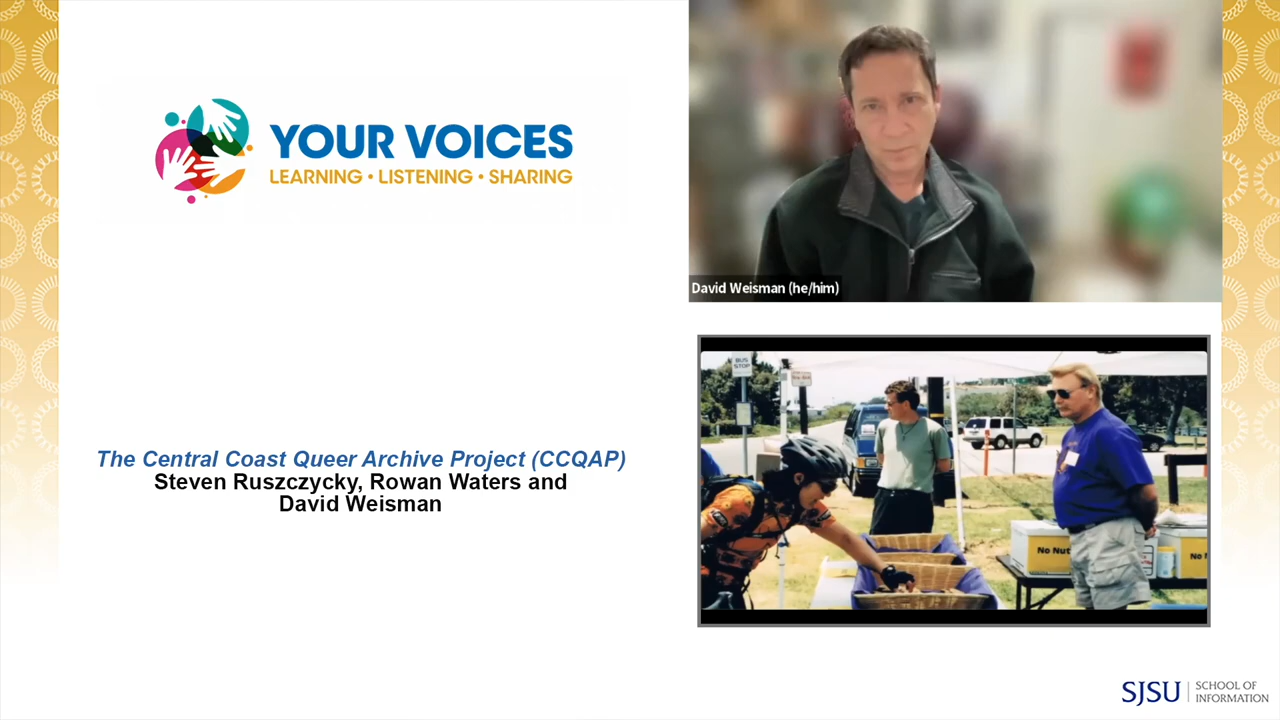 YOUR VOICES
LEARNING • LISTENING • SHARING
David Weisman (he/him)
BUS
STOP
The Central Coast Queer Archive Project (CCQAP)
Steven Ruszczycky, Rowan Waters and
David Weisman
No Nut
No
SJSU | SCHOOL OF
INFORMATION